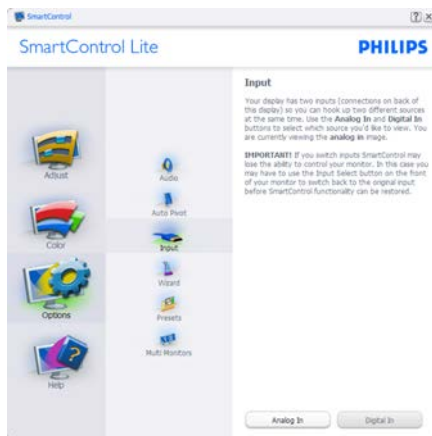 SmartControl
SmartControl Lite
PHILIPS
Adjust
Color
Options
Help
Audio
Auto Pivot
Input
Wizard
Presets
Multi Monitors
Input
Your display has two inputs (connections on back of
this display) so you can hook up two different sources
at the same time. Use the Analog In and Digital In
buttons to select which source you'd like to view. You
are currently viewing the analog in image.
IMPORTANT! If you switch inputs SmartControl may
lose the ability to control your monitor. In this case you
may have to use the Input Select button on the front
of your monitor to switch back to the original input
before SmartControl functionality can be restored.
Analog In
Digital In